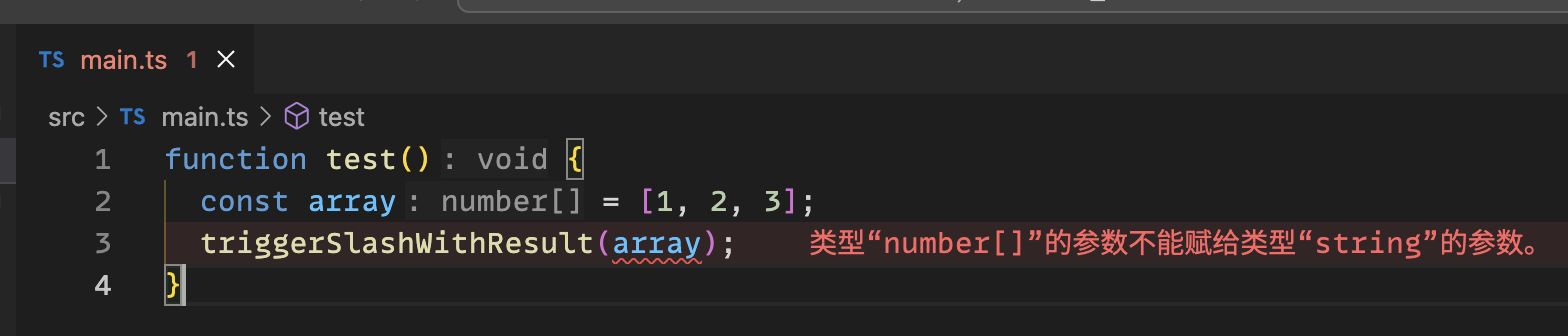 TS main.ts 1 ×
src > TS main.ts > test
1 function test(): void {
2 const array: number[] = [1, 2, 3];
3 triggerSlashWithResult(array); 类型“number[]”的参数不能赋给类型“string”的参数。
4 }